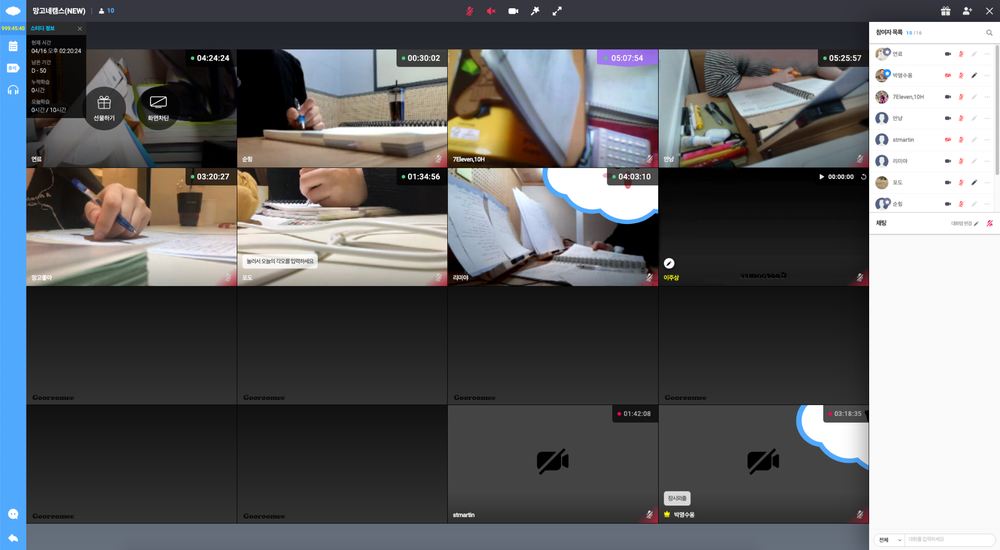 망고네캠스(NEW)
10
999:45:40
스터디 정보
현재 시간
04/16 오후 02:20:24
남은 기간
D - 50
누적학습
0시간
오늘학습
0시간 / 10시간
출석
선물하기
화면차단
04:24:24
연료
00:30:02
순힝
05:07:54
7Eleven,10H
05:25:57
안냥
03:20:27
망고좋아
01:34:56
눌러서 오늘의 각오를 입력하세요
포도
04:03:10
리미야
00:00:00
이주상
Gooroomee
Gooroomee
Gooroomee
Gooroomee
Gooroomee
Gooroomee
Gooroomee
01:42:08
stmartin
03:18:35
잠시외출
박명수옹
참여자 목록 10 / 16
연료
박명수옹
7Eleven,10H
안냥
stmartin
리미야
포도
순힝
채팅
대화명 변경
전체
대화를 입력하세요